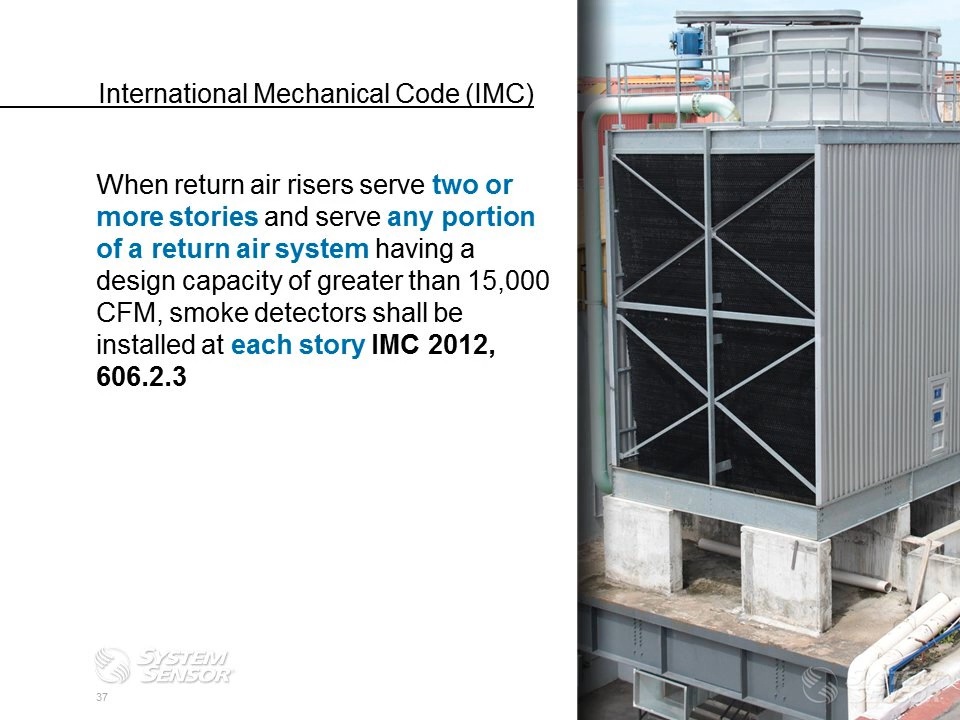 International Mechanical Code (IMC)
When return air risers serve two or
more stories and serve any portion
of a return air system having a
design capacity of greater than 15,000
CFM, smoke detectors shall be
installed at each story IMC 2012,
606.2.3
SYSTEM
SENSOR
37
SYSTEM
SENSOR